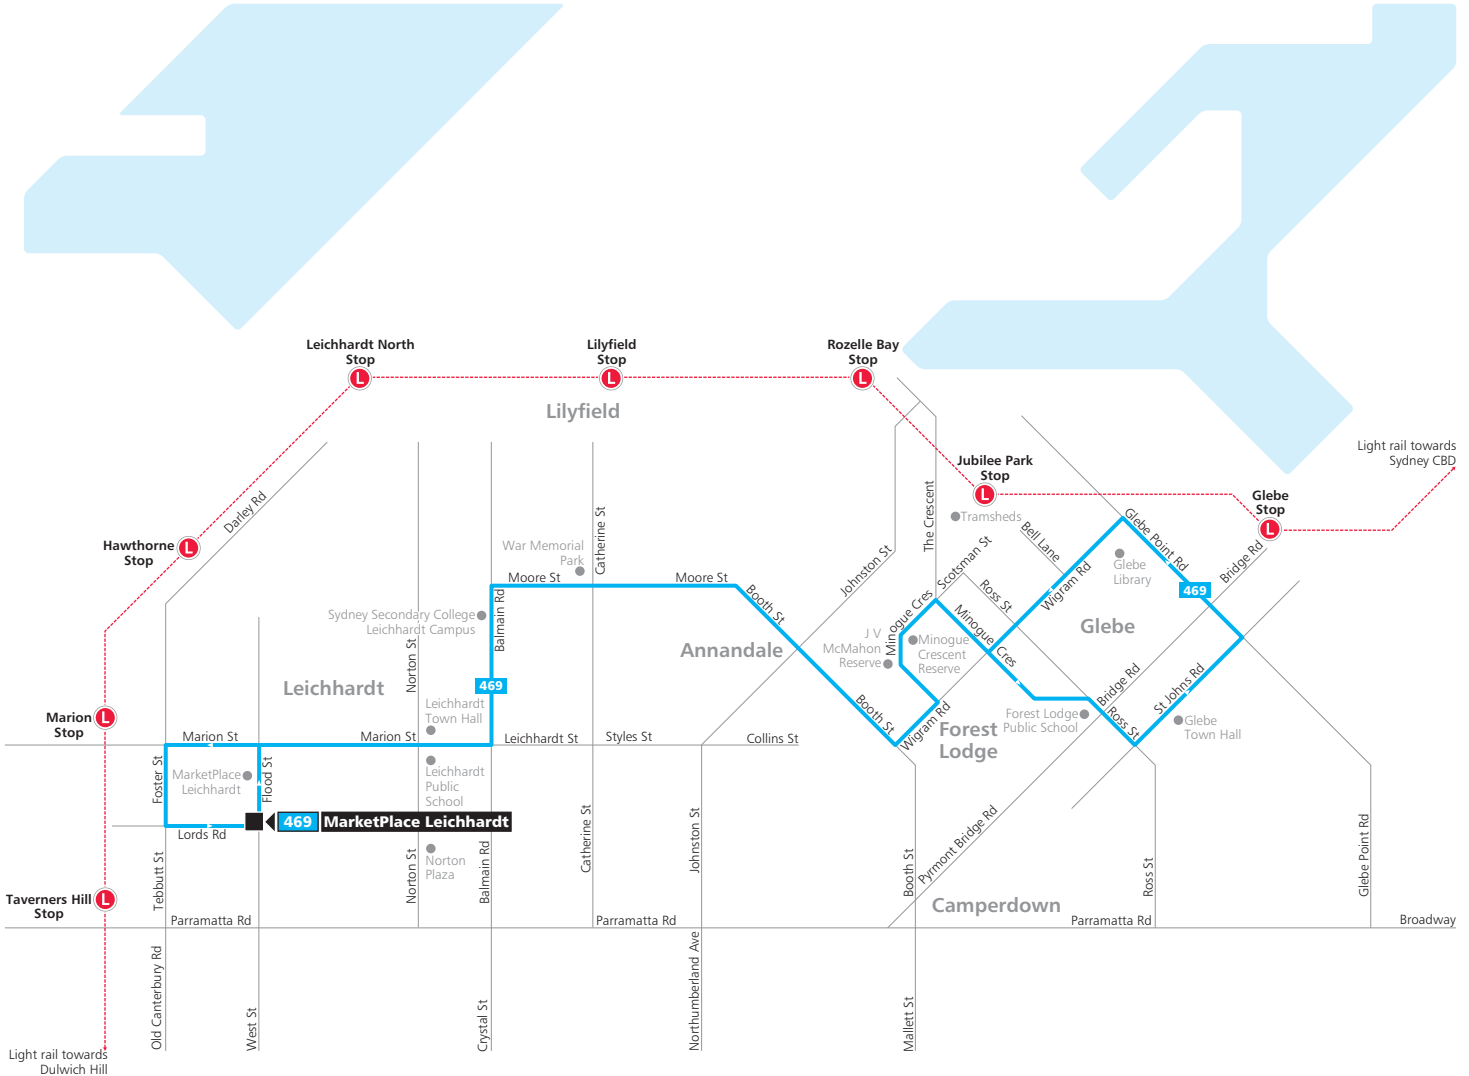 Leichhardt North
Stop
L
Lilyfield
Stop
L
Rozelle Bay
Stop
L
Lilyfield
Light rail towards
Sydney CBD
Jubilee Park
Stop
L
Glebe
Stop
L
Hawthorne
Stop
L
Darley Rd
Catherine St
War Memorial
Park
Moore St
Moore St
Booth St
Johnston St
The Crescent
Tramsheds
Scotsman St
Bell Lane
Ross St
Wigram Rd
Glebe Point Rd
Glebe
Library
Bridge Rd
469
Sydney Secondary College
Leichhardt Campus
Balmain Rd
Norton St
Annandale
J V
McMahon
Reserve
Minogue Cres
Minogue
Crescent
Reserve
Minogue Cres
Glebe
Leichhardt
469
Leichhardt
Town Hall
Marion
Stop
L
Marion St
Marion St
Leichhardt St
Styles St
Collins St
Booth St
Wigram Rd
Forest
Lodge
Forest Lodge
Public School
Bridge Rd
Ross St
St Johns Rd
Glebe
Town Hall
Foster St
MarketPlace
Leichhardt
Flood St
Leichhardt
Public
School
469
MarketPlace Leichhardt
Lords Rd
Norton
Plaza
Tebbutt St
Norton St
Balmain Rd
Catherine St
Johnston St
Booth St
Pyrmont Bridge Rd
Ross St
Glebe Point Rd
Taverners Hill
Stop
L
Camperdown
Parramatta Rd
Parramatta Rd
Parramatta Rd
Broadway
Old Canterbury Rd
West St
Crystal St
Northumberland Ave
Mallett St
Light rail towards
Dulwich Hill